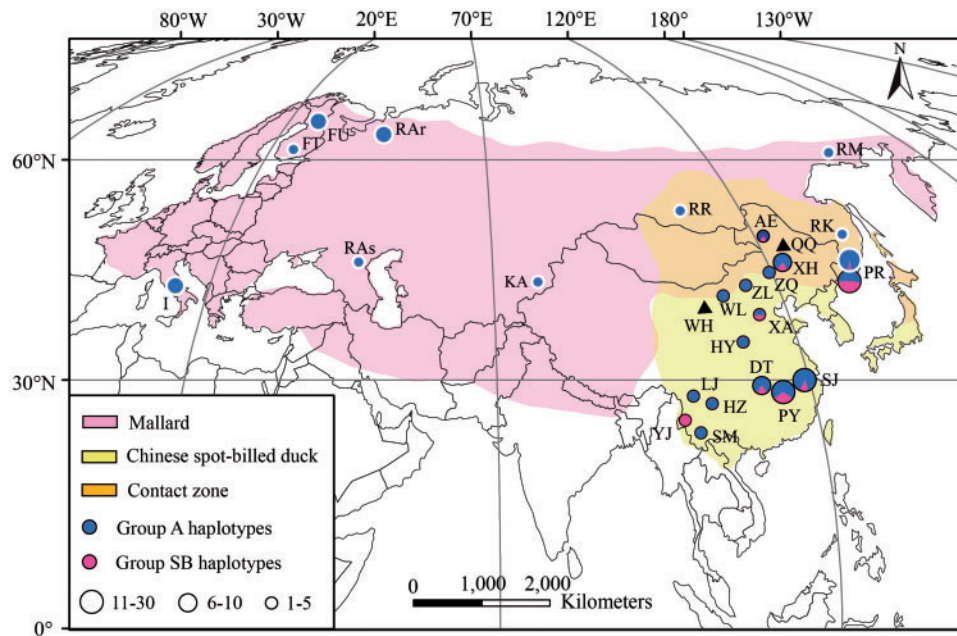 80°W 30°W 20°E 70°E 120°E 180° 130°W
N
60°N
30°N
0°
FU
FT
RAr
RM
RR
AE
RK
QQ
XH
PR
RAs
KA
ZQ
ZL
I
WL
WH
XA
HY
DT
SJ
LJ
HZ
PY
YJ
SM
Mallard
Chinese spot-billed duck
Contact zone
Group A haplotypes
Group SB haplotypes
11-30 6-10 1-5
0 1,000 2,000
Kilometers